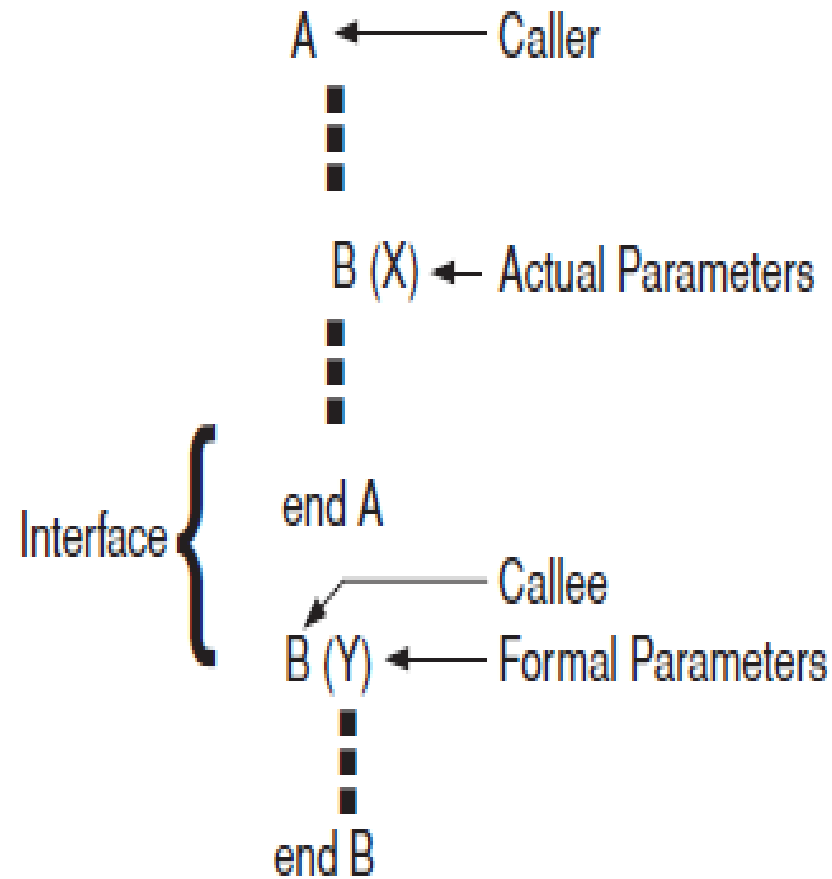 A Caller
B (X) Actual Parameters
end A
Interface
Callee
B (Y) Formal Parameters
end B